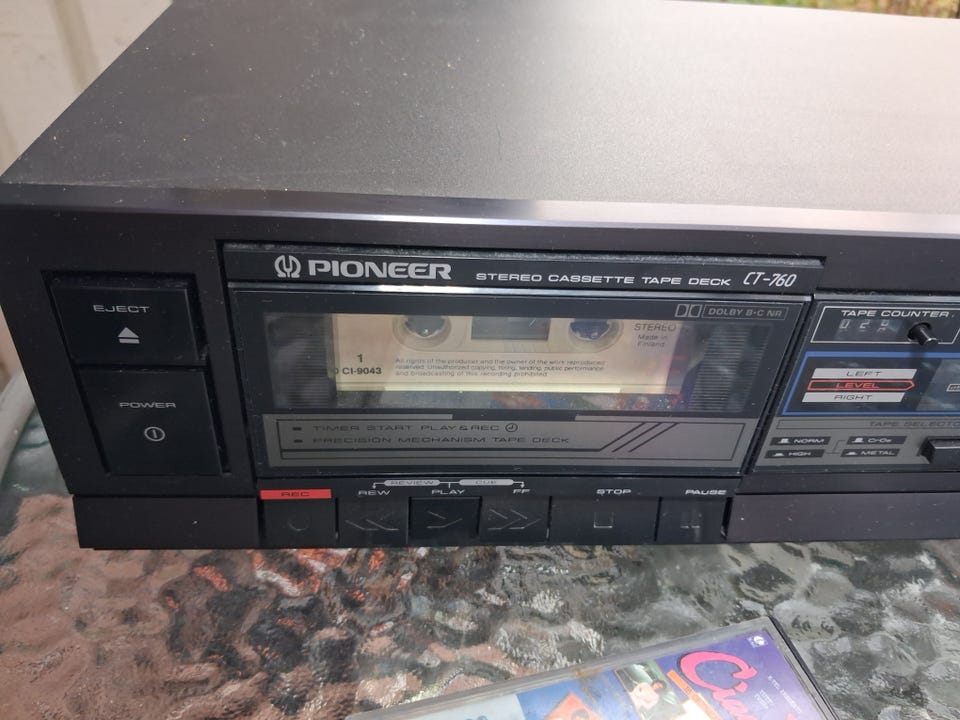 PIONEER STEREO CASSETTE TAPE DECK CT-760
EJECT
POWER
DOLBY B·C NR
STEREO
Made in
Finland
1
CI-9043
All rights of the producer and the owner of the work reproduced
reserved. Unauthorized copying, hiring, lending, public performance
and broadcasting of this recording prohibited.
TIMER START PLAY & REC
PRECISION MECHANISM TAPE DECK
TAPE COUNTER
LEFT
LEVEL
RIGHT
TAPE SELECTO
NORM
CrO₂
HIGH
METAL
REVIEW CUE
REC REW PLAY FF STOP PAUSE